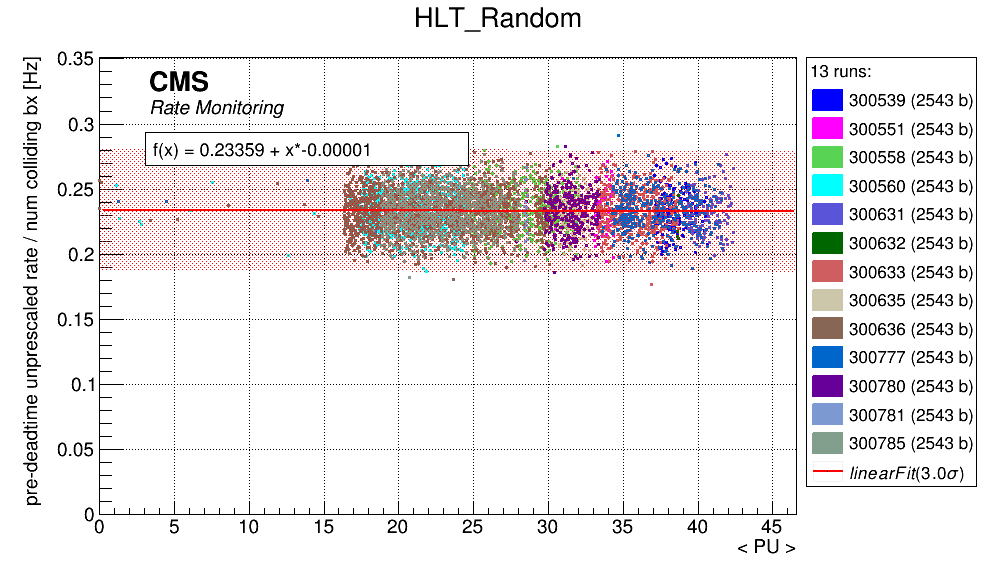 HLT_Random
pre-deadtime unprescaled rate / num colliding bx [Hz]
0.35
0.3
0.25
0.2
0.15
0.1
0.05
0
CMS
Rate Monitoring
f(x) = 0.23359 + x*-0.00001
0 5 10 15 20 25 30 35 40 45
< PU >
13 runs:
300539 (2543 b)
300551 (2543 b)
300558 (2543 b)
300560 (2543 b)
300631 (2543 b)
300632 (2543 b)
300633 (2543 b)
300635 (2543 b)
300636 (2543 b)
300777 (2543 b)
300780 (2543 b)
300781 (2543 b)
300785 (2543 b)
linearFit(3.0σ)